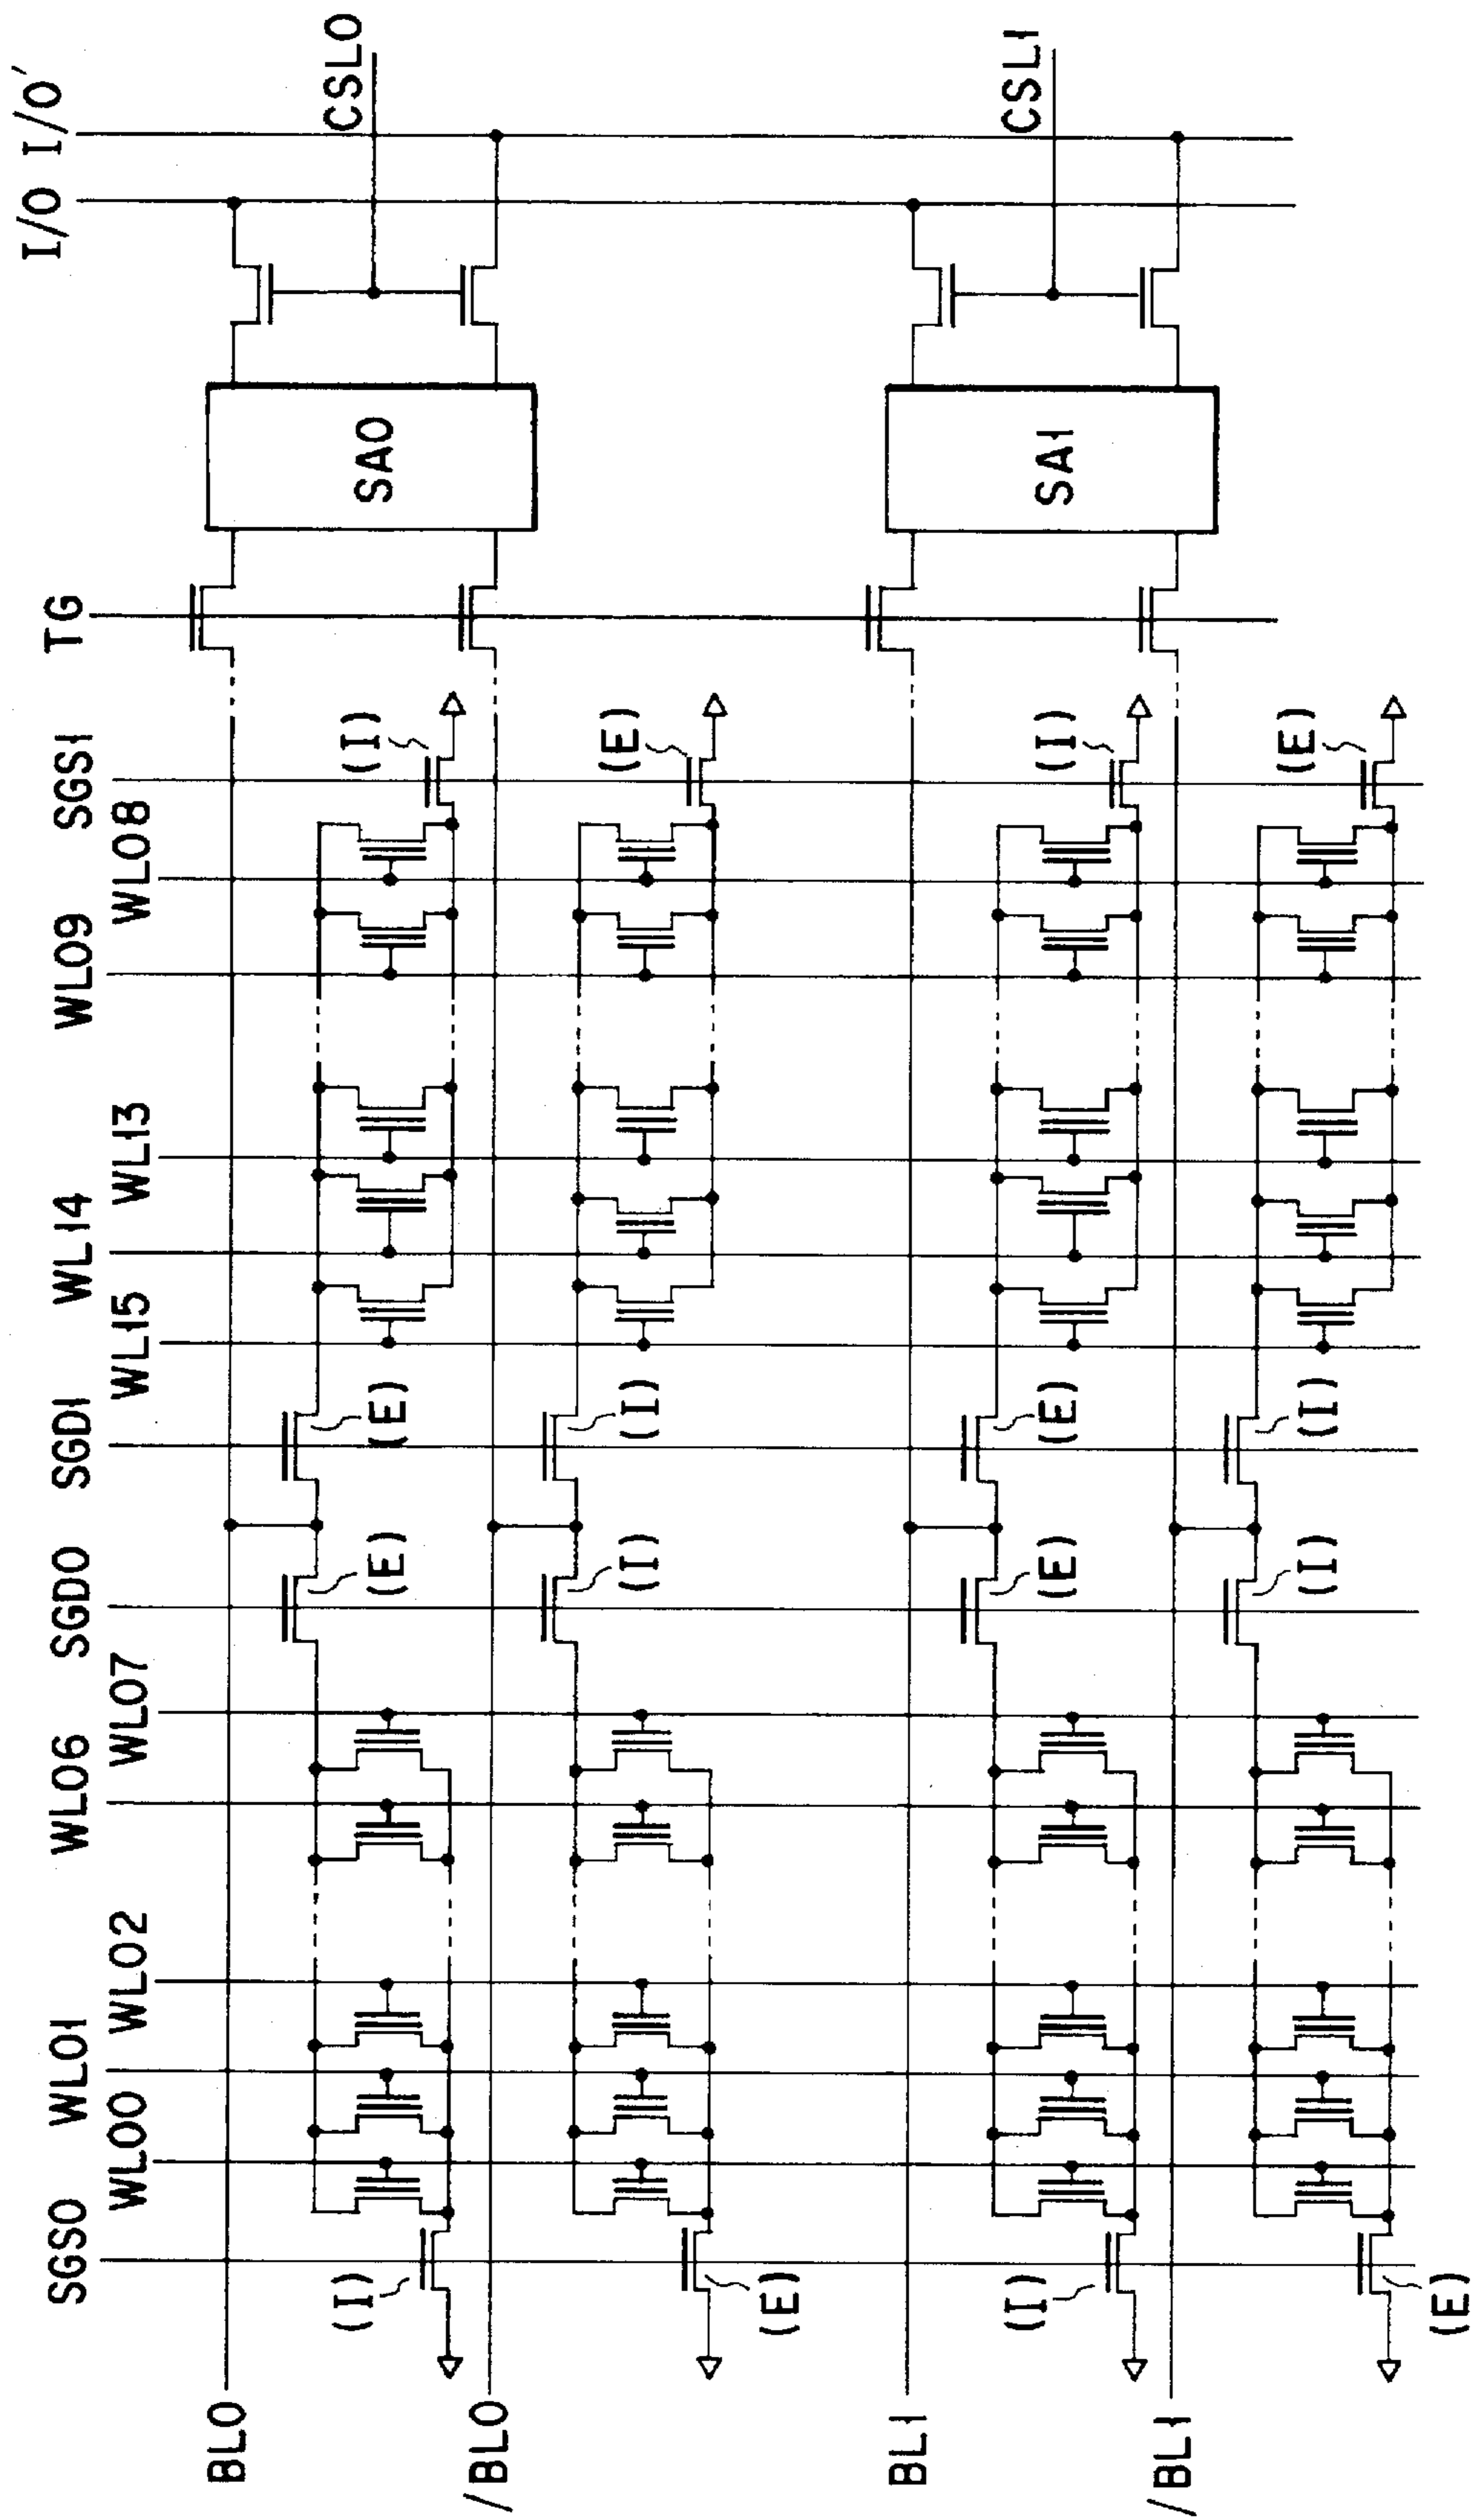 SGS0 WL01 WL06 SGD0 SGD1 WL14 WL09 SGS1 TG I/O I/O'
WL00 WL02 WL07 WL15 WL13 WL08
BL0
(I) (E) (E) (I) SA0 CSL0
/BL0
(I) (I) (E)
(E)
BL1
(I) (E) (E) (I) SA1 CSL1
/BL1
(I) (I) (E)
(E)